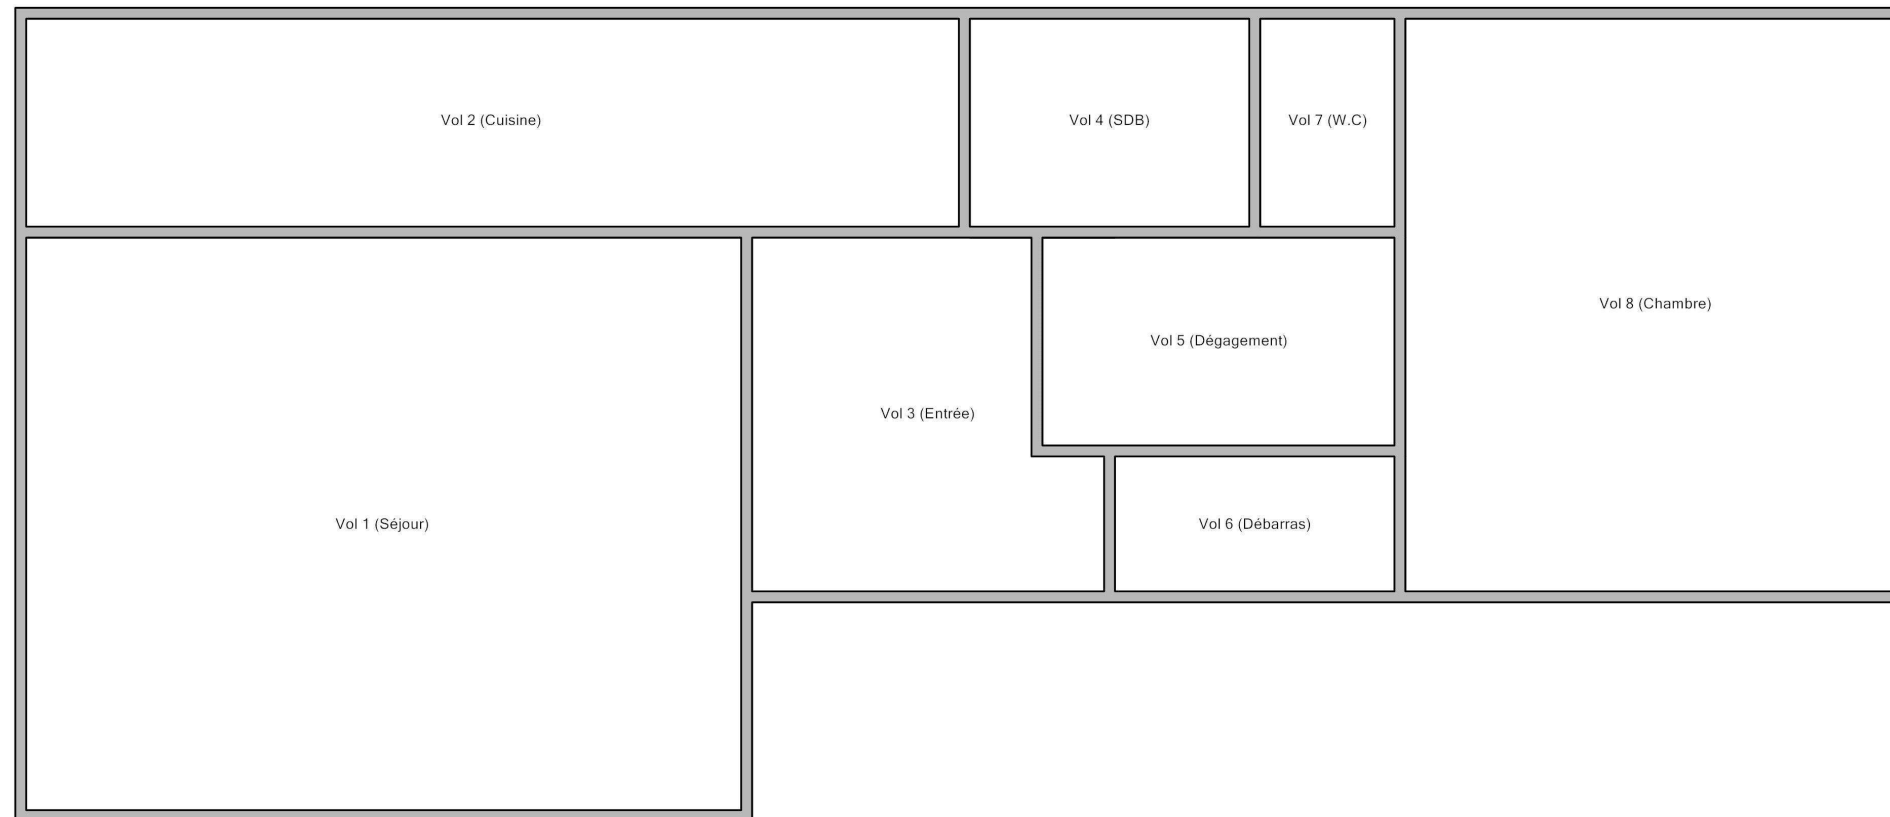 Vol 2 (Cuisine)
Vol 4 (SDB)
Vol 7 (W.C)
Vol 8 (Chambre)
Vol 5 (Dégagement)
Vol 3 (Entrée)
Vol 1 (Séjour)
Vol 6 (Débarras)